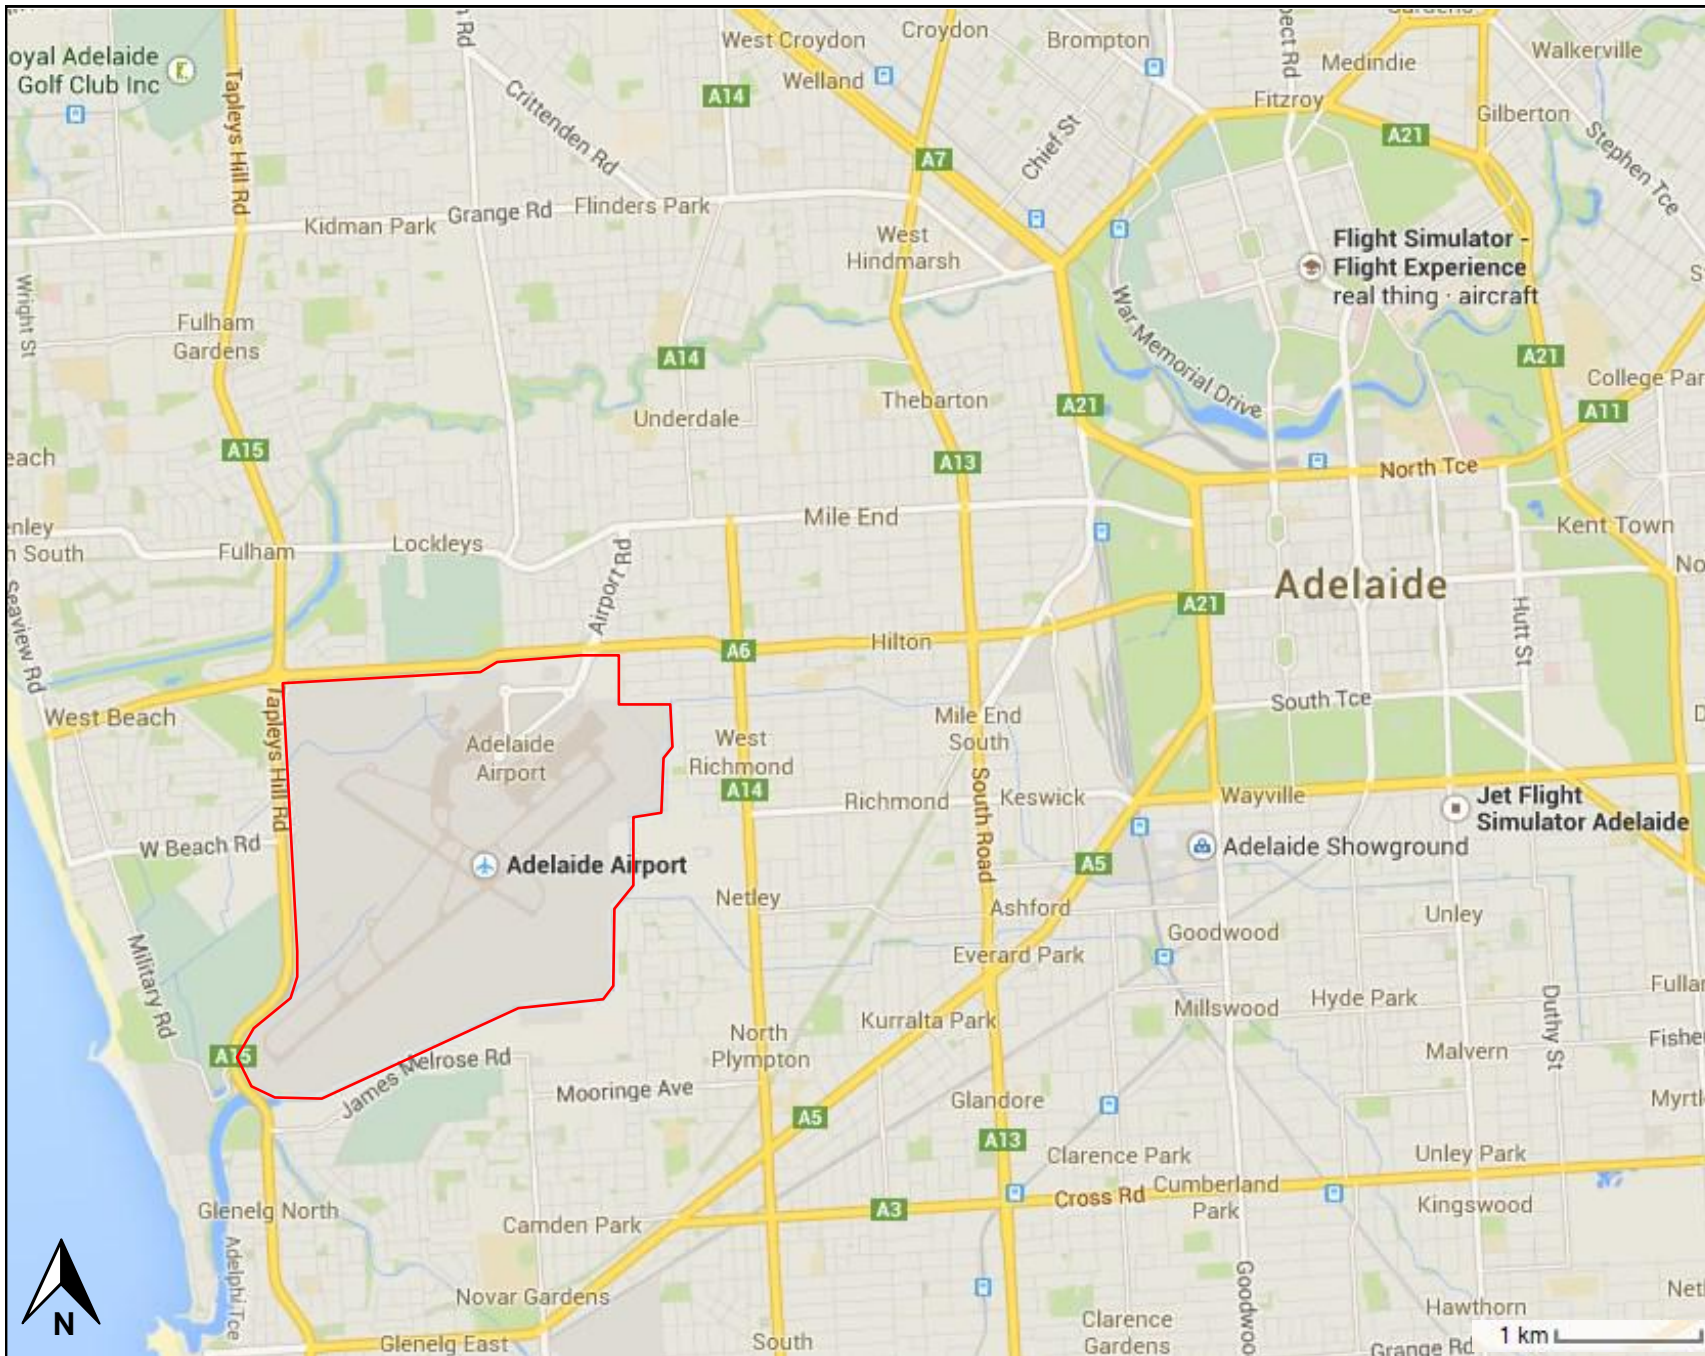 Croydon
West Croydon
Brompton
Welland
A14
Medindie
Walkerville
oyal Adelaide
Golf Club Inc
Tapleys Hill Rd
Crittenden Rd
Fitzroy
Gilberton
A21
Stephen Tce
A7
Chief St
Kidman Park
Grange Rd
Flinders Park
West
Hindmarsh
Flight Simulator -
Flight Experience
real thing · aircraft
Wright St
Fulham
Gardens
War Memorial Drive
A14
A21
College Par
Underdale
Thebarton
A21
A11
A15
each
A13
North Tce
enley
n South
Fulham
Lockleys
Mile End
Kent Town
Airport Rd
Adelaide
No
A21
Hutt St
Seaview Rd
A6
Hilton
South Tce
West Beach
Tapleys Hill Rd
Adelaide
Airport
West
Richmond
Mile End
South
A14
Richmond
Keswick
Wayville
Jet Flight
Simulator Adelaide
South Road
W Beach Rd
Adelaide Airport
A5
Adelaide Showground
Netley
Ashford
Unley
Goodwood
Military Rd
Everard Park
Fullar
Millswood
Hyde Park
Duthy St
Kurralta Park
North
Plympton
Malvern
Fishe
A15
James Melrose Rd
Mooringe Ave
Glandore
Myrtl
A5
A13
Clarence Park
Unley Park
Cross Rd
Cumberland
Park
Kingswood
Glenelg North
Camden Park
A3
Adelphi Tce
Goodwoo
Novar Gardens
Hawthorn
Net
N
Glenelg East
South
Clarence
Gardens
Grange Rd
1 km